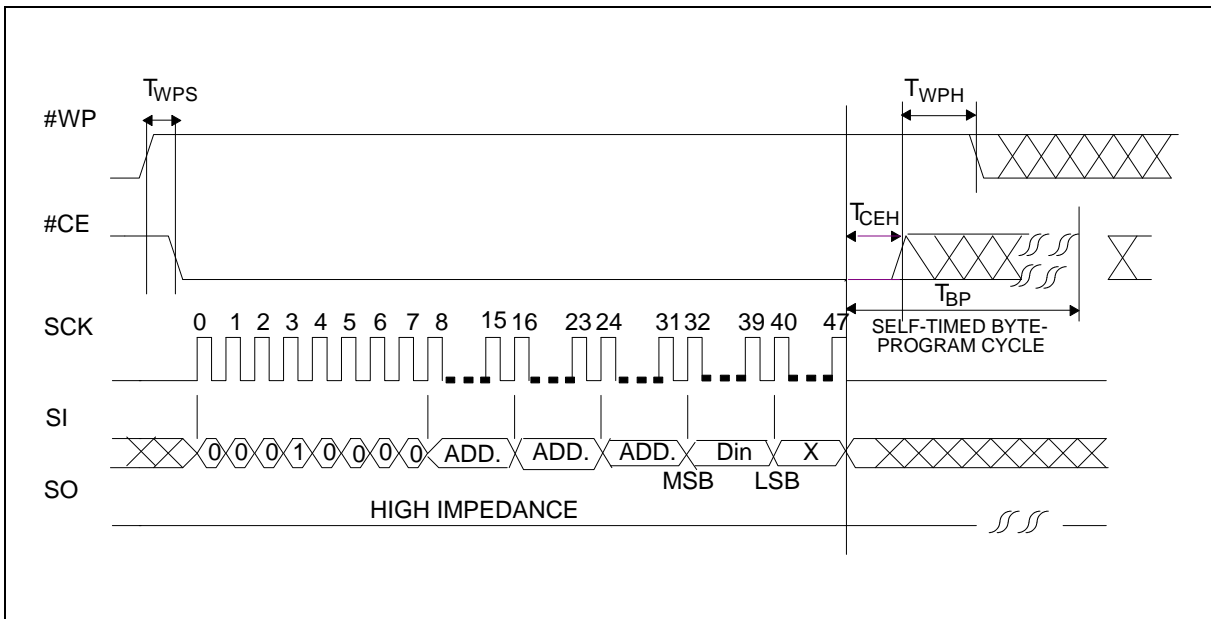 TWPS
TWPH
#WP
#CE
TCEH
TBP
SCK
0 1 2 3 4 5 6 7 8 15 16 23 24 31 32 39 40 47
SELF-TIMED BYTE-
PROGRAM CYCLE
SI
0 0 0 1 0 0 0 0 ADD. ADD. ADD. Din X
MSB LSB
SO
HIGH IMPEDANCE